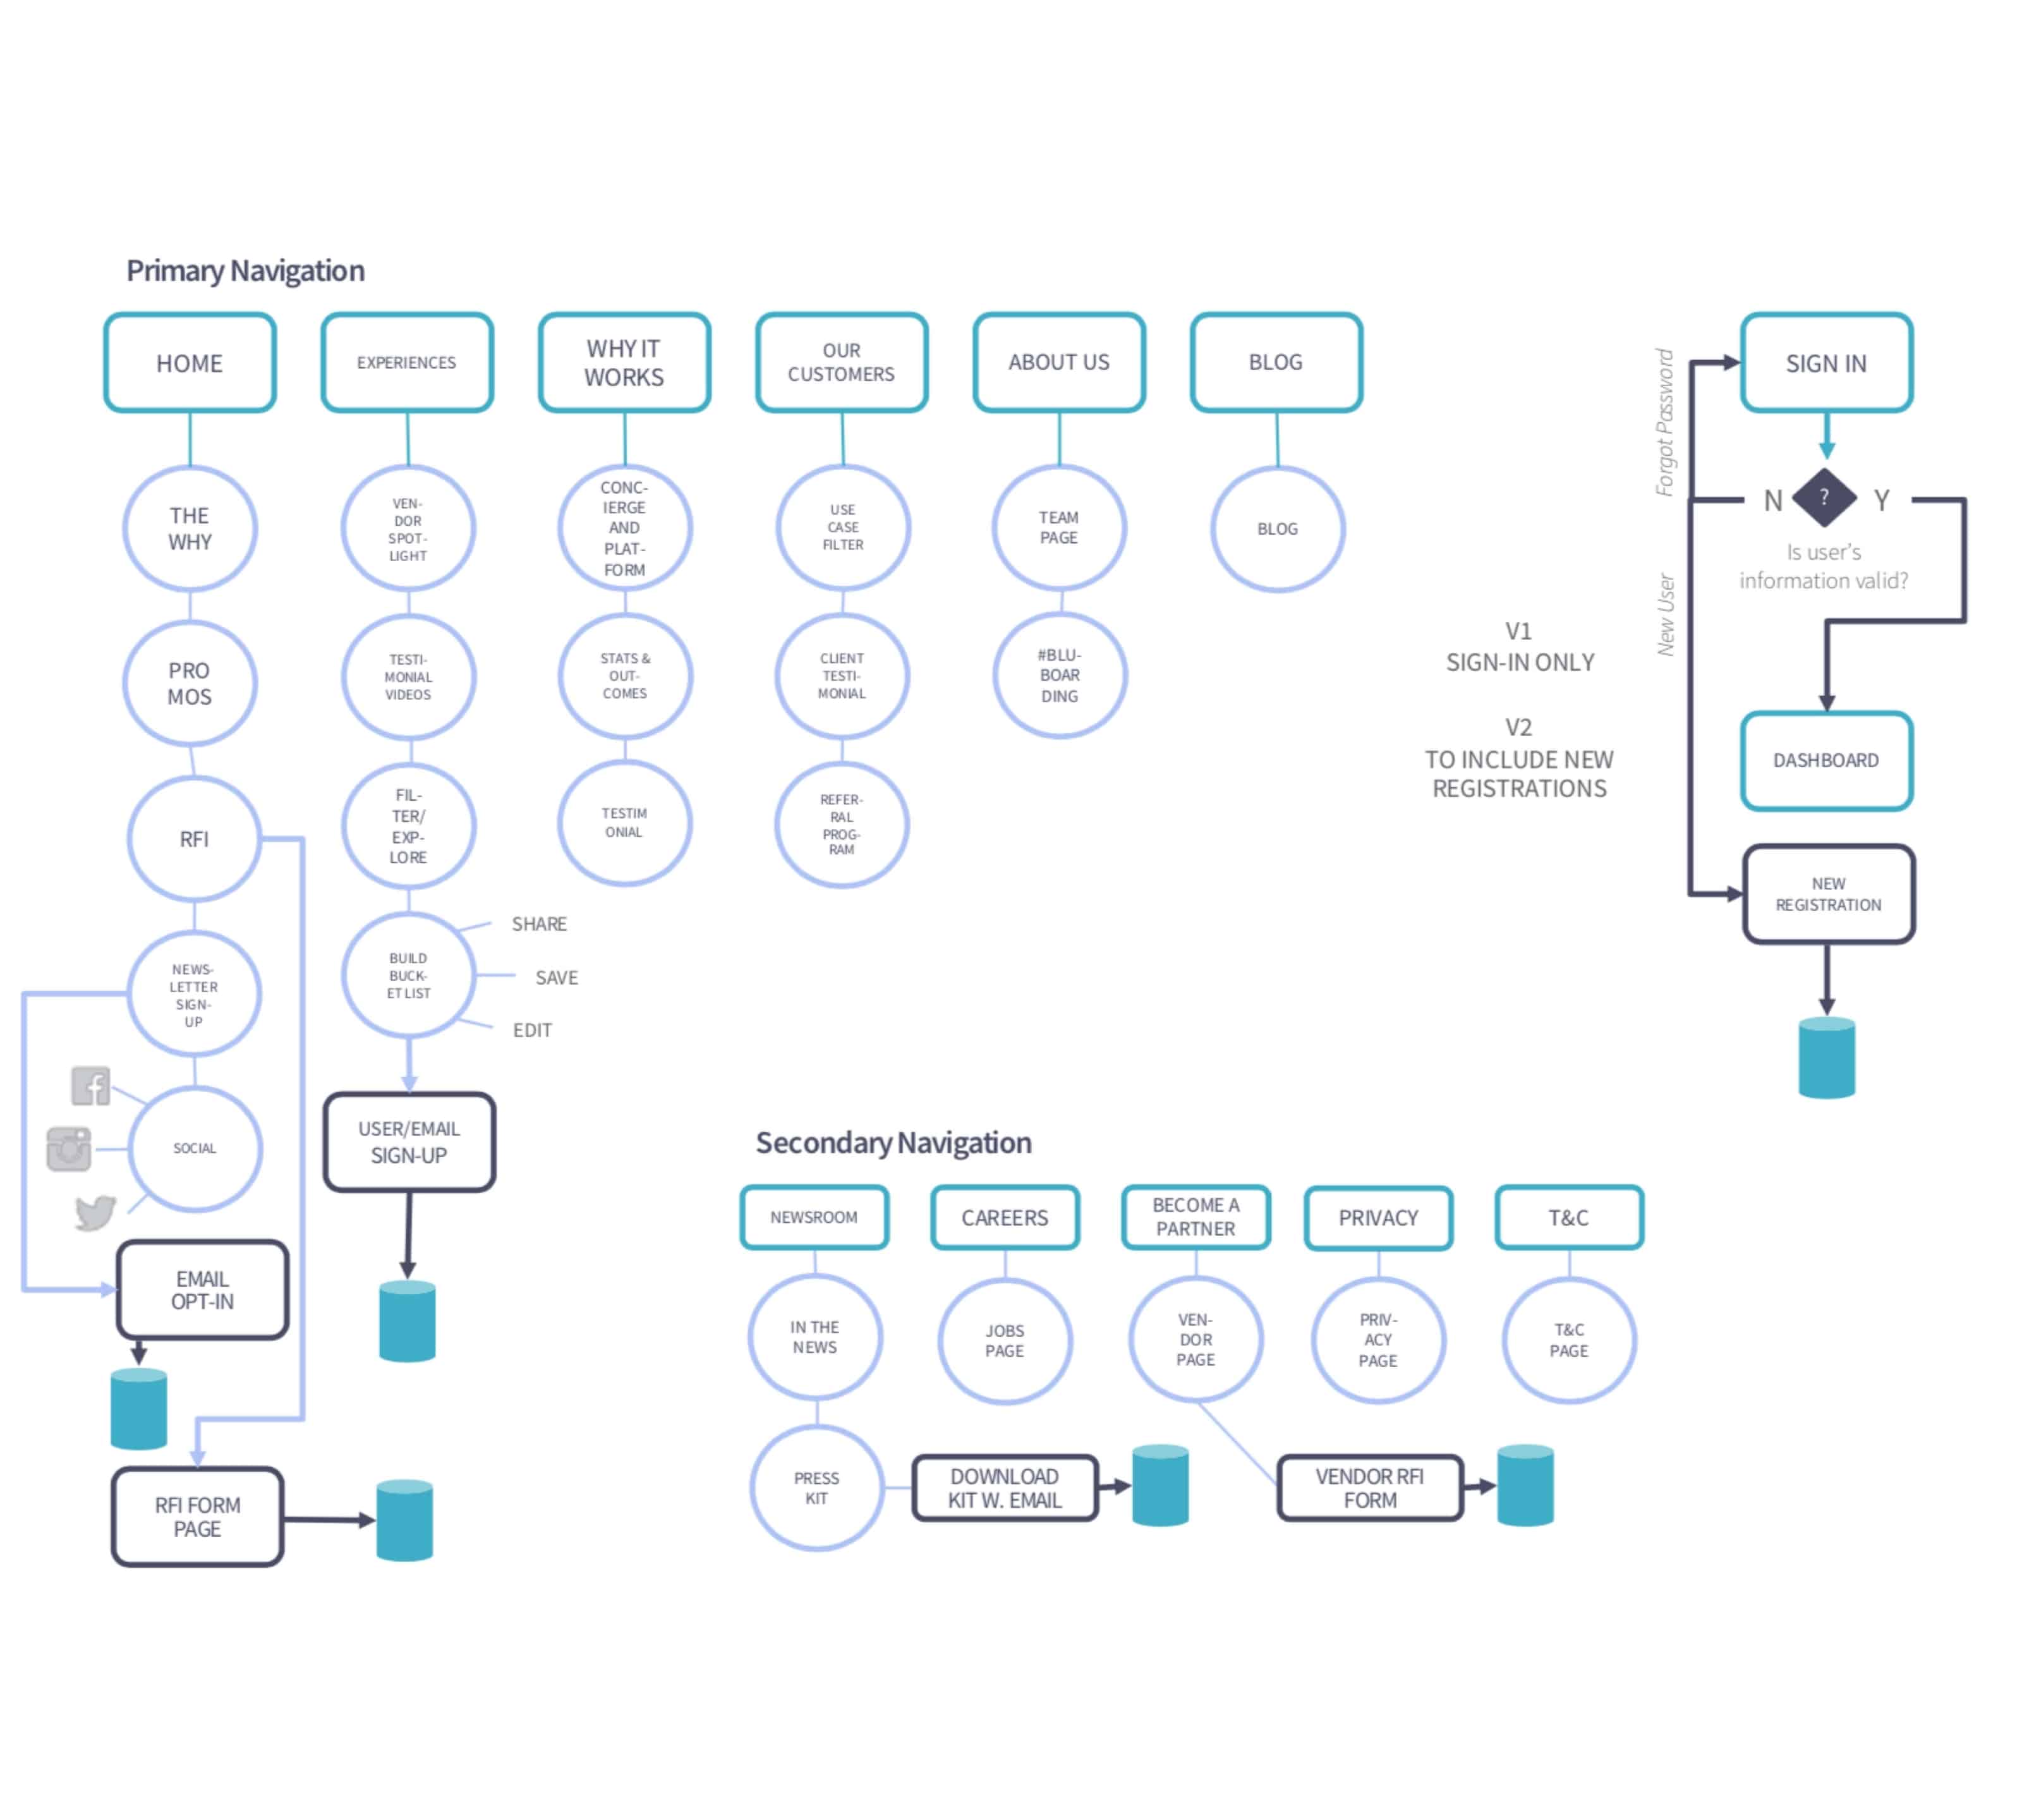 Primary Navigation
HOME
EXPERIENCES
WHY IT
WORKS
OUR
CUSTOMERS
ABOUT US
BLOG
THE
WHY
PRO
MOS
RFI
NEWS-
LETTER
SIGN-
UP
SOCIAL
EMAIL
OPT-IN
RFI FORM
PAGE
VEN-
DOR
SPOT-
LIGHT
TESTI-
MONIAL
VIDEOS
FIL-
TER/
EXP-
LORE
BUILD
BUCK-
ET LIST
SHARE
SAVE
EDIT
USER/EMAIL
SIGN-UP
CONC-
IERGE
AND
PLAT-
FORM
STATS &
OUT-
COMES
TESTIM
ONIAL
USE
CASE
FILTER
CLIENT
TESTI-
MONIAL
REFER-
RAL
PROG-
RAM
TEAM
PAGE
#BLU-
BOAR
DING
BLOG
V1
SIGN-IN ONLY
V2
TO INCLUDE NEW
REGISTRATIONS
SIGN IN
Forgot Password
N
?
Y
Is user's
information valid?
New User
DASHBOARD
NEW
REGISTRATION
Secondary Navigation
NEWSROOM
CAREERS
BECOME A
PARTNER
PRIVACY
T&C
IN THE
NEWS
JOBS
PAGE
VEN-
DOR
PAGE
PRIV-
ACY
PAGE
T&C
PAGE
PRESS
KIT
DOWNLOAD
KIT W. EMAIL
VENDOR RFI
FORM